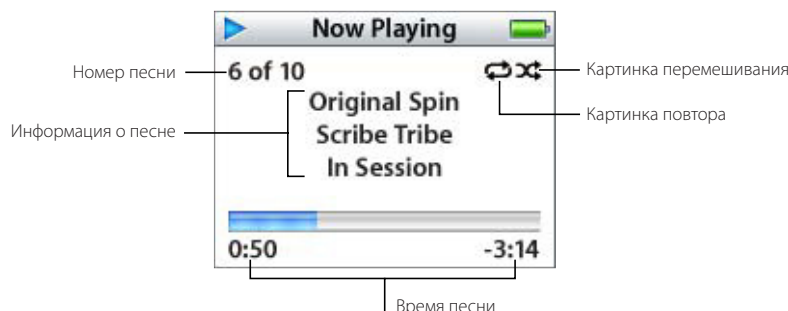 Now Playing
Номер песни
6 of 10
Картинка перемешивания
Картинка повтора
Информация о песне
Original Spin
Scribe Tribe
In Session
0:50
-3:14
Время песни